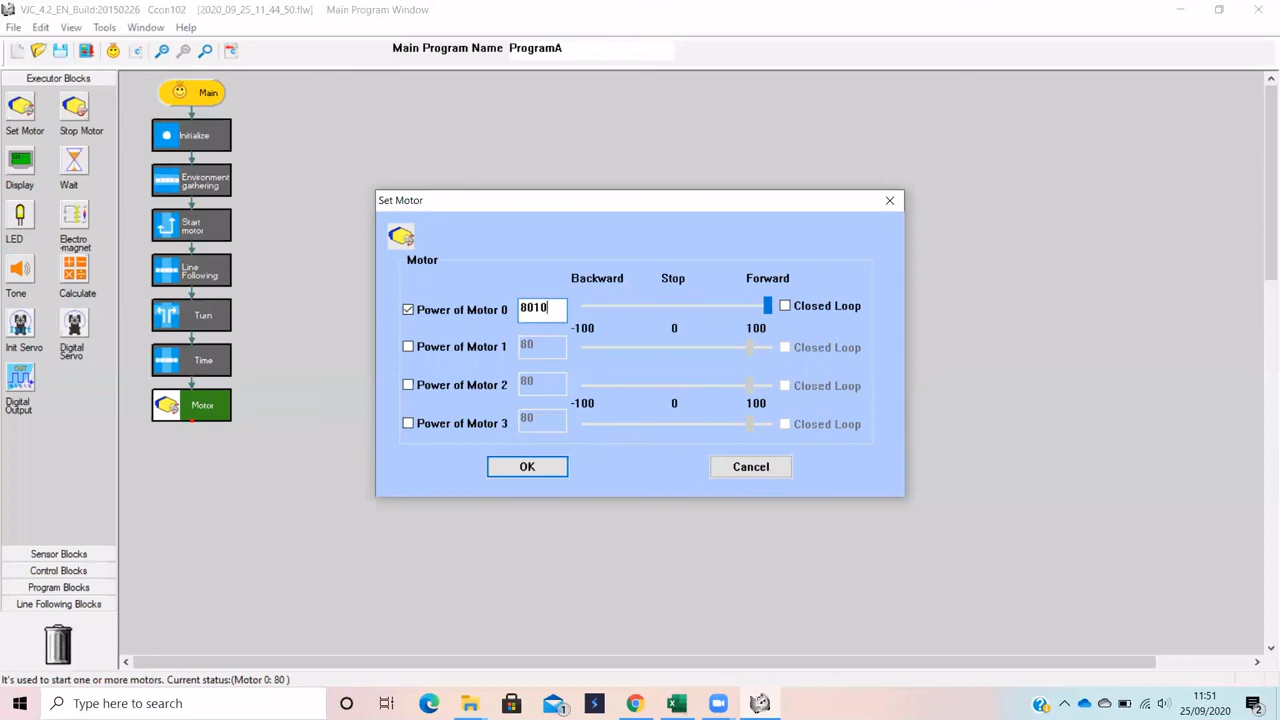 VJC_4.2_EN_Build:20150226 Ccon102 [2020_09_25_11_44_50.flw] Main Program Window
File Edit View Tools Window Help
Main Program Name ProgramA
Executor Blocks
Set Motor Stop Motor
Display Wait
LED Electro
-magnet
Tone Calculate
Init Servo Digital
Servo
Digital
Output
Sensor Blocks
Control Blocks
Program Blocks
Line Following Blocks
Main
Initialize
Environment
gathering
Start
motor
Line
Following
Turn
Time
Motor
Set Motor
Motor
Backward Stop Forward
Power of Motor 0 8010 Closed Loop
-100 0 100
Power of Motor 1 80 Closed Loop
Power of Motor 2 80 Closed Loop
-100 0 100
Power of Motor 3 80 Closed Loop
OK Cancel
It's used to start one or more motors. Current status:(Motor 0: 80 )
Type here to search
11:51
25/09/2020
1
2